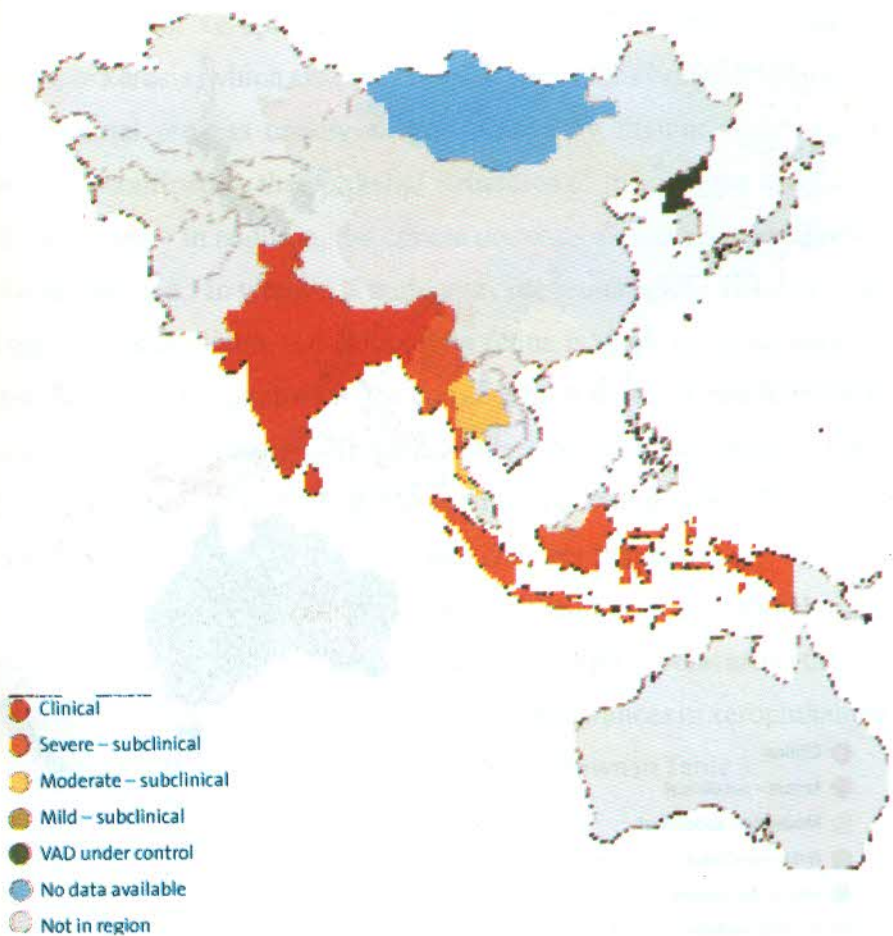 Clinical
Severe – subclinical
Moderate – subclinical
Mild – subclinical
VAD under control
No data available
Not in region